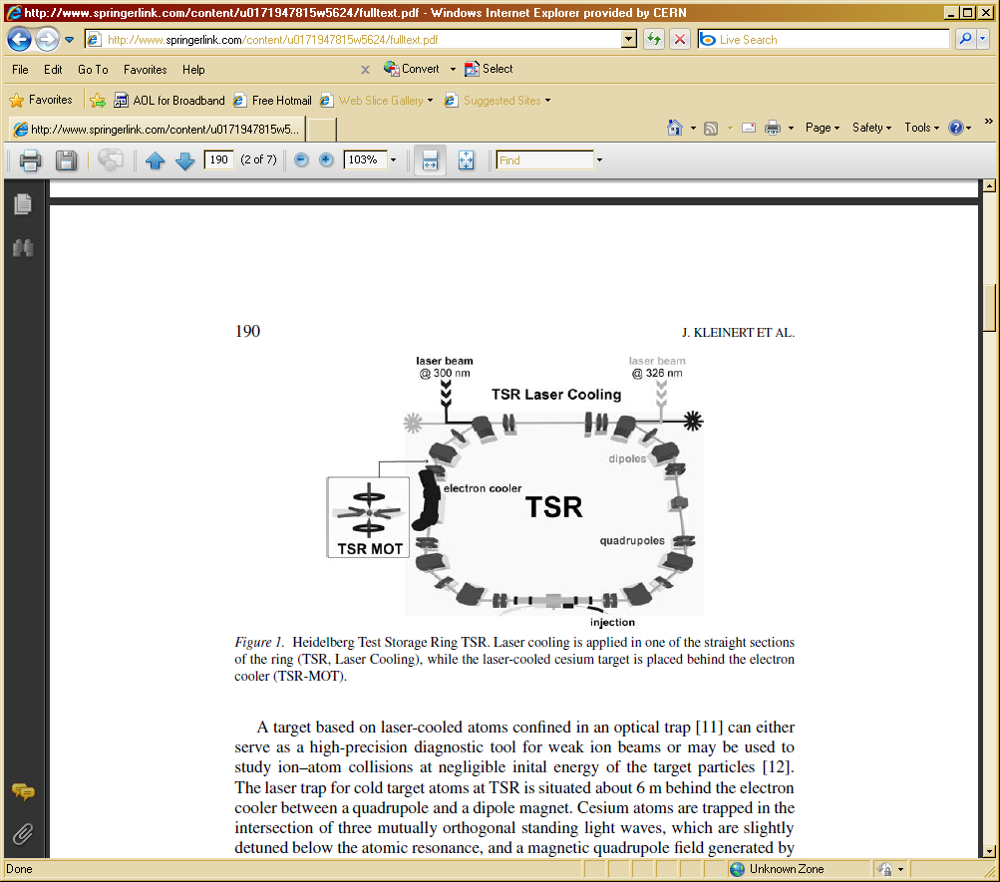 http://www.springerlink.com/content/u0171947815w5624/fulltext.pdf - Windows Internet Explorer provided by CERN
http://www.springerlink.com/content/u0171947815w5624/fulltext.pdf
Live Search
File Edit Go To Favorites Help
x Convert Select
Favorites AOL for Broadband Free Hotmail Web Slice Gallery Suggested Sites
http://www.springerlink.com/content/u0171947815w5...
Page Safety Tools
190 (2 of 7) 103% Find
190 J. KLEINERT ET AL.
laser beam
@ 300 nm
laser beam
@ 326 nm
TSR Laser Cooling
dipoles
electron cooler
TSR
quadrupoles
TSR MOT
injection
Figure 1. Heidelberg Test Storage Ring TSR. Laser cooling is applied in one of the straight sections
of the ring (TSR, Laser Cooling), while the laser-cooled cesium target is placed behind the electron
cooler (TSR-MOT).
A target based on laser-cooled atoms confined in an optical trap [11] can either
serve as a high-precision diagnostic tool for weak ion beams or may be used to
study ion–atom collisions at negligible inital energy of the target particles [12].
The laser trap for cold target atoms at TSR is situated about 6 m behind the electron
cooler between a quadrupole and a dipole magnet. Cesium atoms are trapped in the
intersection of three mutually orthogonal standing light waves, which are slightly
detuned below the atomic resonance, and a magnetic quadrupole field generated by
Done
Unknown Zone